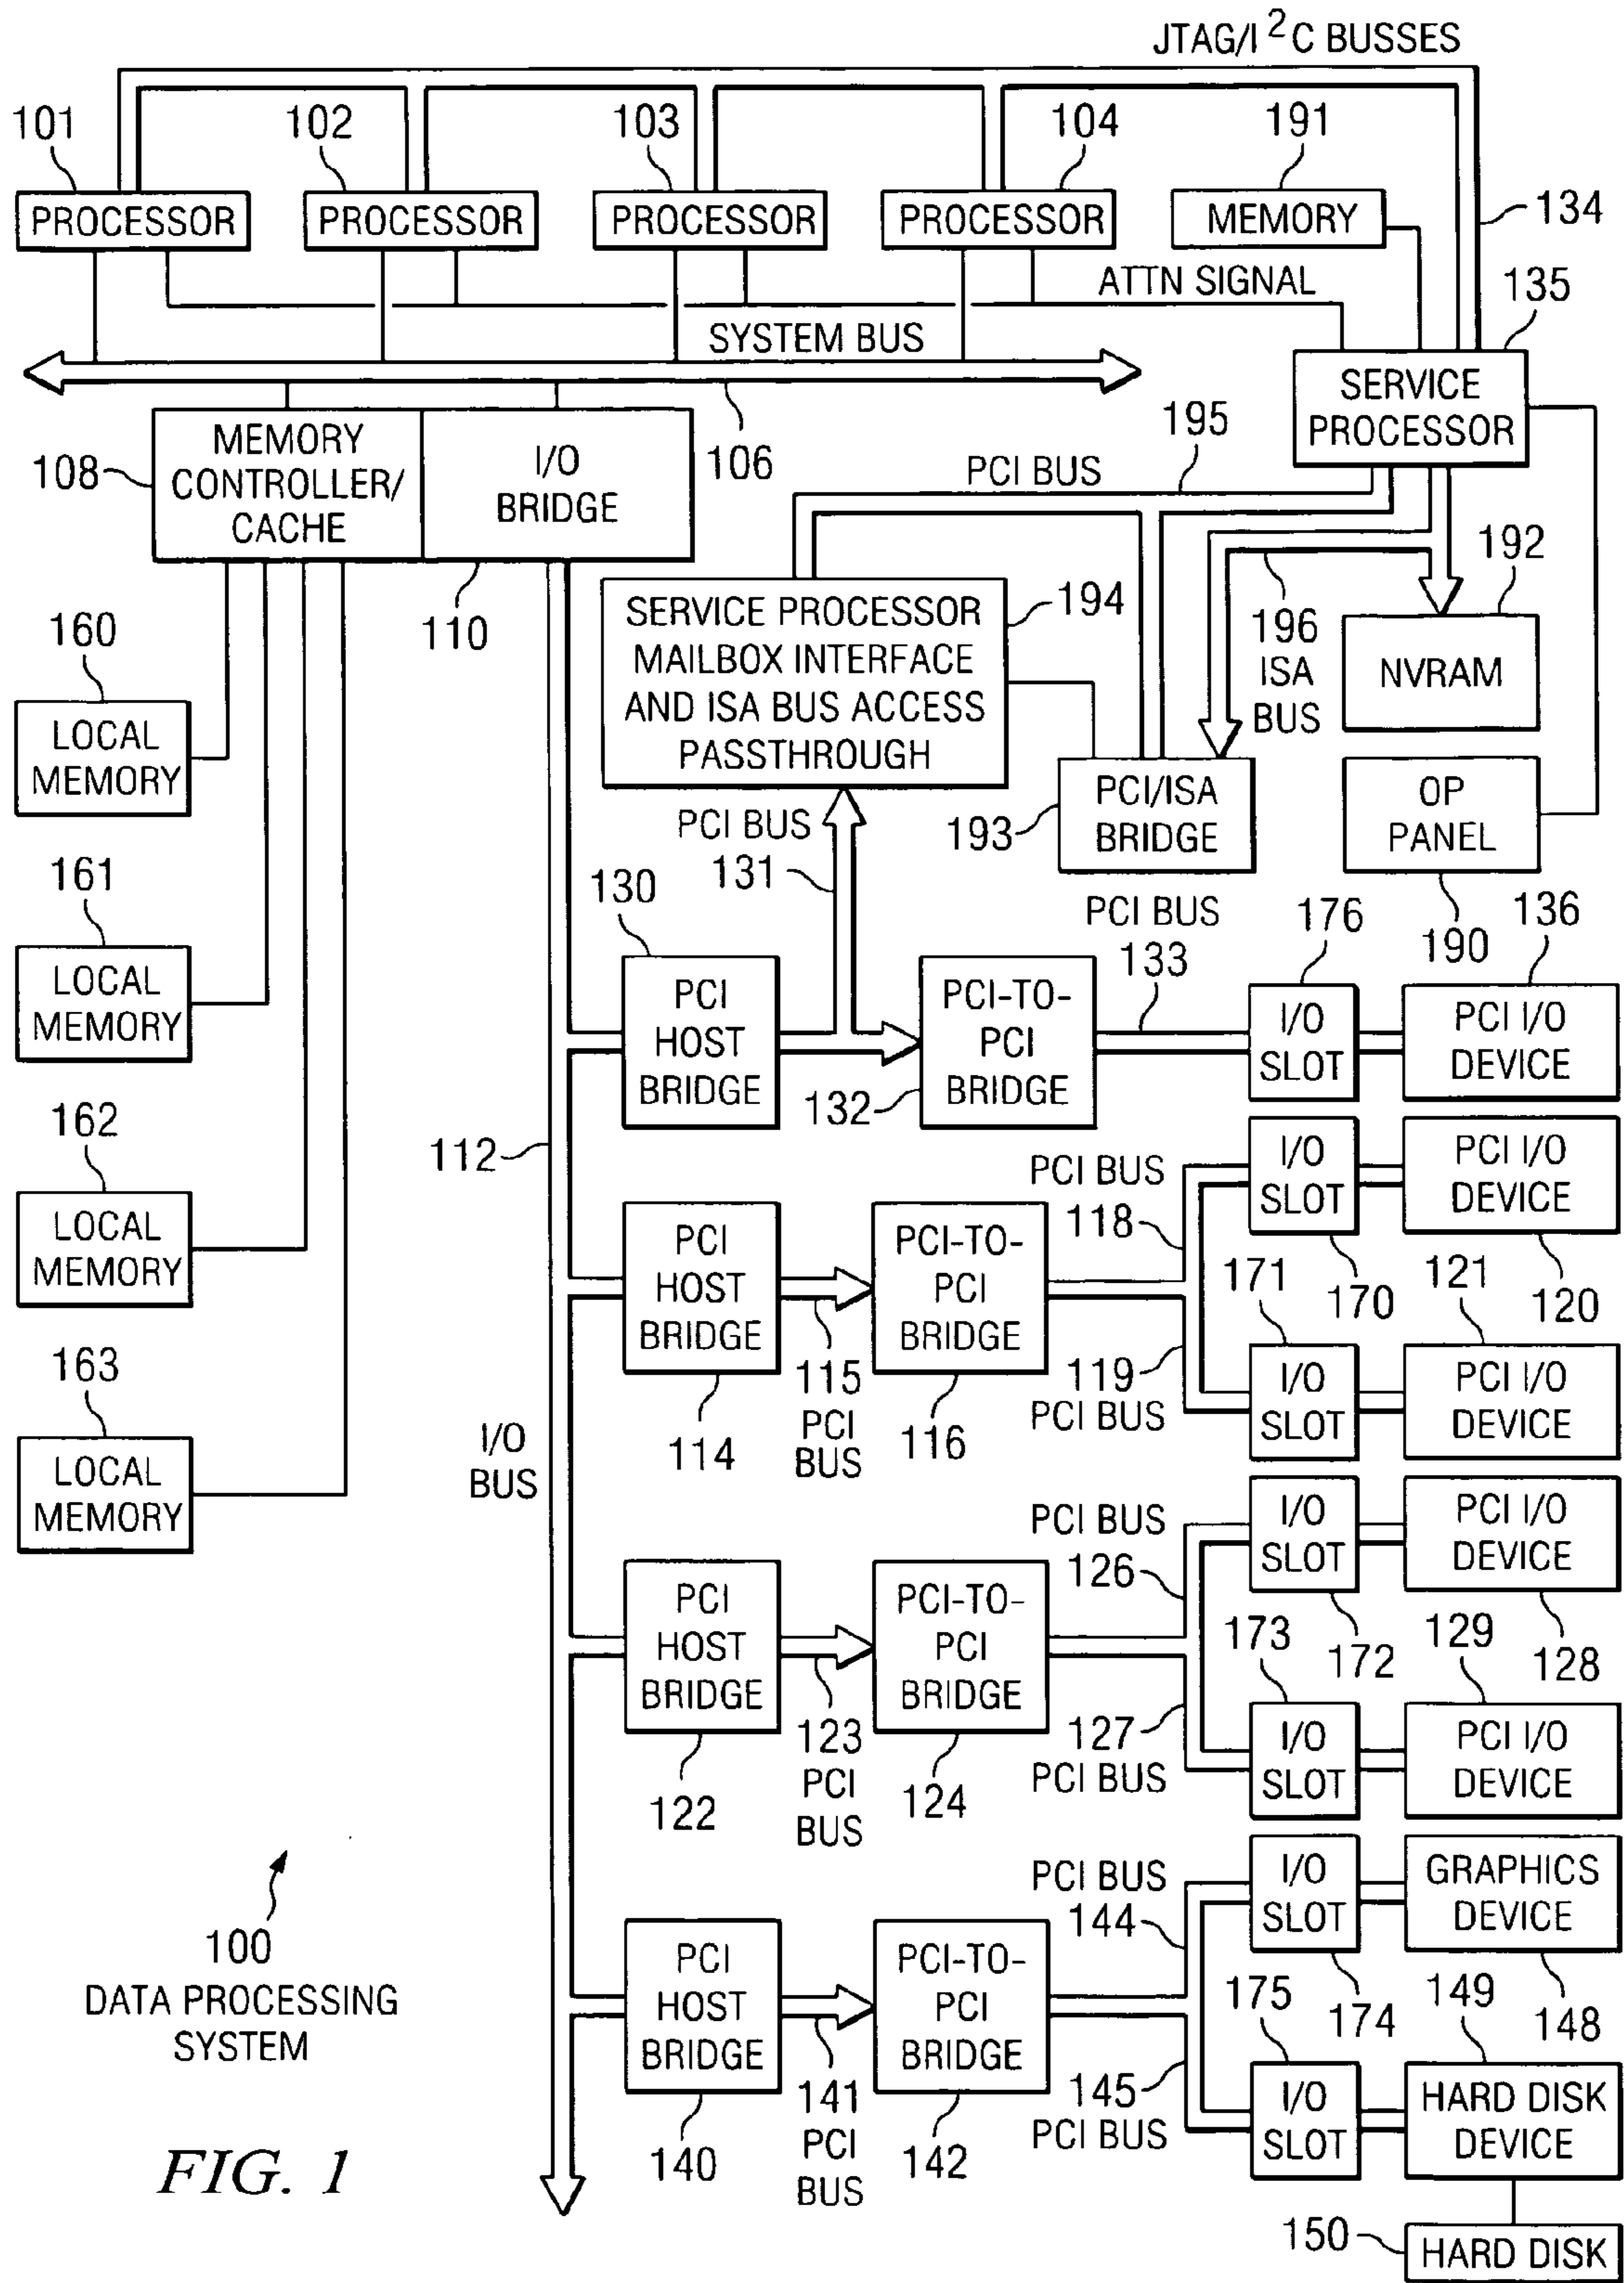 JTAG/I²C BUSSES
101
102
103
104
191
PROCESSOR
PROCESSOR
PROCESSOR
PROCESSOR
MEMORY
134
ATTN SIGNAL
135
SYSTEM BUS
SERVICE
PROCESSOR
108
MEMORY
CONTROLLER/
CACHE
I/O
BRIDGE
106
110
195
PCI BUS
192
NVRAM
196
ISA
BUS
SERVICE PROCESSOR
MAILBOX INTERFACE
AND ISA BUS ACCESS
PASSTHROUGH
194
160
LOCAL
MEMORY
PCI BUS
131
193
PCI/ISA
BRIDGE
OP
PANEL
190
161
LOCAL
MEMORY
130
PCI
HOST
BRIDGE
132
PCI-TO-
PCI
BRIDGE
PCI BUS
133
176
I/O
SLOT
136
PCI I/O
DEVICE
162
LOCAL
MEMORY
112
PCI
HOST
BRIDGE
114
115
PCI
BUS
PCI-TO-
PCI
BRIDGE
116
PCI BUS
118
I/O
SLOT
170
PCI I/O
DEVICE
120
119
PCI BUS
171
I/O
SLOT
121
PCI I/O
DEVICE
163
LOCAL
MEMORY
I/O
BUS
PCI
HOST
BRIDGE
122
123
PCI
BUS
PCI-TO-
PCI
BRIDGE
124
PCI BUS
126
I/O
SLOT
172
PCI I/O
DEVICE
128
127
PCI BUS
173
I/O
SLOT
129
PCI I/O
DEVICE
100
DATA PROCESSING
SYSTEM
PCI
HOST
BRIDGE
140
141
PCI
BUS
PCI-TO-
PCI
BRIDGE
142
PCI BUS
144
I/O
SLOT
174
GRAPHICS
DEVICE
148
145
PCI BUS
175
I/O
SLOT
149
HARD DISK
DEVICE
150
HARD DISK
FIG. 1